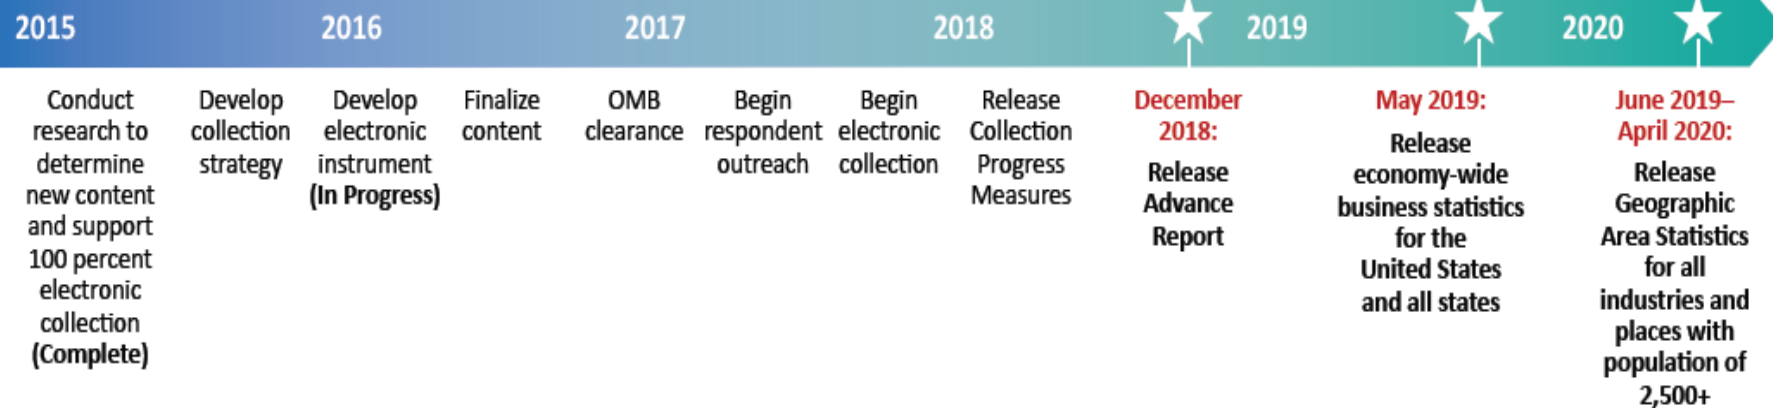 2015 2016 2017 2018 2019 2020
Conduct
research to
determine
new content
and support
100 percent
electronic
collection
(Complete)
Develop
collection
strategy
Develop
electronic
instrument
(In Progress)
Finalize
content
OMB
clearance
Begin
respondent
outreach
Begin
electronic
collection
Release
Collection
Progress
Measures
December
2018:
Release
Advance
Report
May 2019:
Release
economy-wide
business statistics
for the
United States
and all states
June 2019–
April 2020:
Release
Geographic
Area Statistics
for all
industries and
places with
population of
2,500+